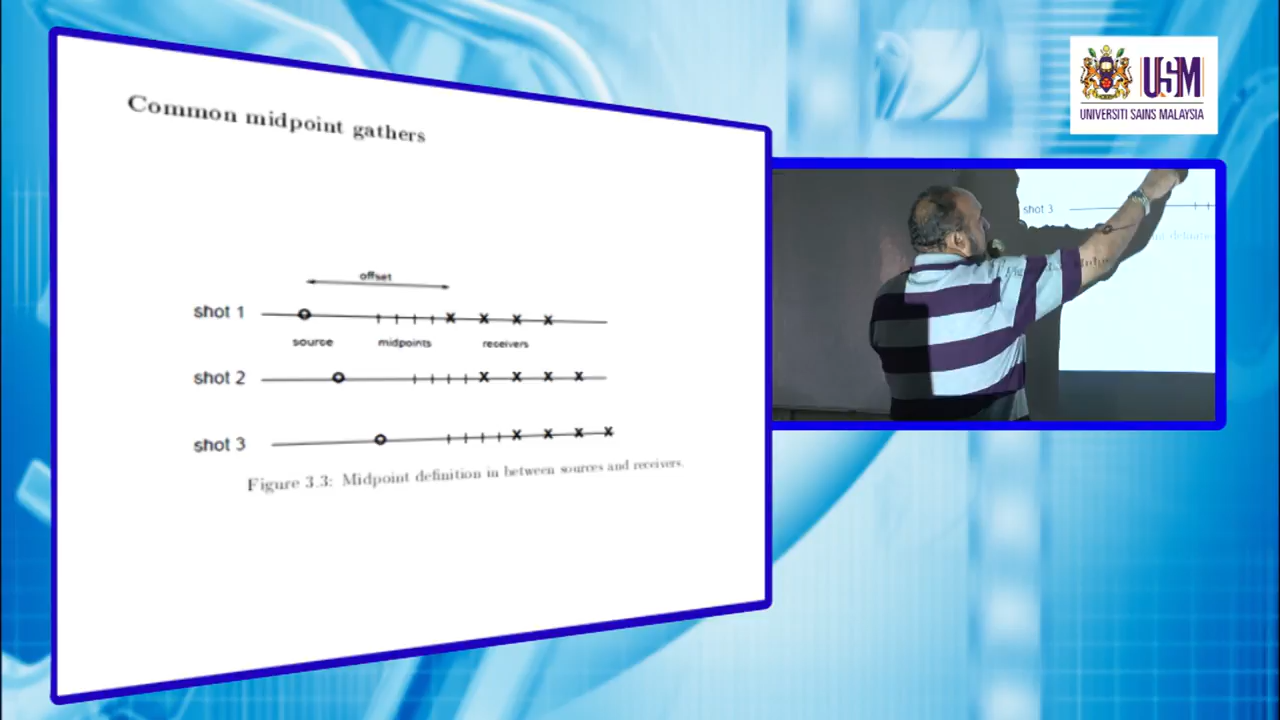 Common midpoint gathers
offset
shot 1
source midpoints receivers
shot 2
shot 3
Figure 3.3: Midpoint definition in between sources and receivers.
USM
UNIVERSITI SAINS MALAYSIA
shot 3